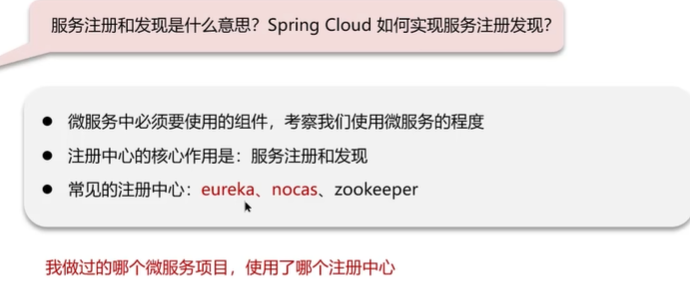 服务注册和发现是什么意思？Spring Cloud 如何实现服务注册发现？
微服务中必须要使用的组件，考察我们使用微服务的程度
注册中心的核心作用是：服务注册和发现
常见的注册中心：eureka、nocas、zookeeper
我做过的哪个微服务项目，使用了哪个注册中心